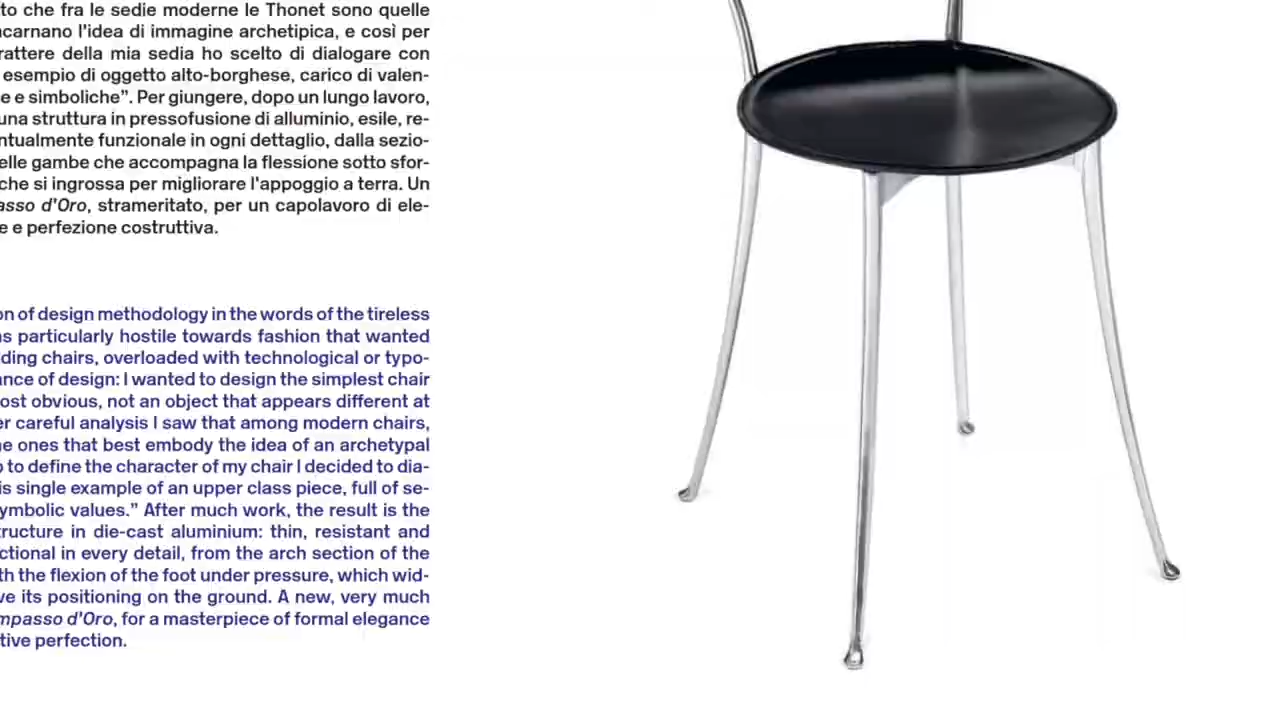 to che fra le sedie moderne le Thonet sono quelle
ncarnano l'idea di immagine archetipica, e così per
rattere della mia sedia ho scelto di dialogare con
esempio di oggetto alto-borghese, carico di valen-
e e simboliche”. Per giungere, dopo un lungo lavoro,
una struttura in pressofusione di alluminio, esile, re-
ntualmente funzionale in ogni dettaglio, dalla sezio-
elle gambe che accompagna la flessione sotto sfor-
che si ingrossa per migliorare l'appoggio a terra. Un
asso d'Oro, strameritato, per un capolavoro di ele-
e e perfezione costruttiva.
on of design methodology in the words of the tireless
as particularly hostile towards fashion that wanted
ding chairs, overloaded with technological or typo-
ance of design: I wanted to design the simplest chair
ost obvious, not an object that appears different at
er careful analysis I saw that among modern chairs,
ne ones that best embody the idea of an archetypal
o to define the character of my chair I decided to dia-
is single example of an upper class piece, full of se-
ymbolic values.” After much work, the result is the
tructure in die-cast aluminium: thin, resistant and
ctional in every detail, from the arch section of the
th the flexion of the foot under pressure, which wid-
ve its positioning on the ground. A new, very much
mpasso d'Oro, for a masterpiece of formal elegance
tive perfection.